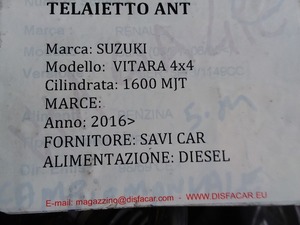 TELAIETTO ANT
Marca: SUZUKI
Modello: VITARA 4x4
Cilindrata: 1600 MJT
MARCE:
Anno: 2016>
FORNITORE: SAVI CAR
ALIMENTAZIONE: DIESEL
E-mail: magazzing@disfacar.eu - www.DISFACAR.EU